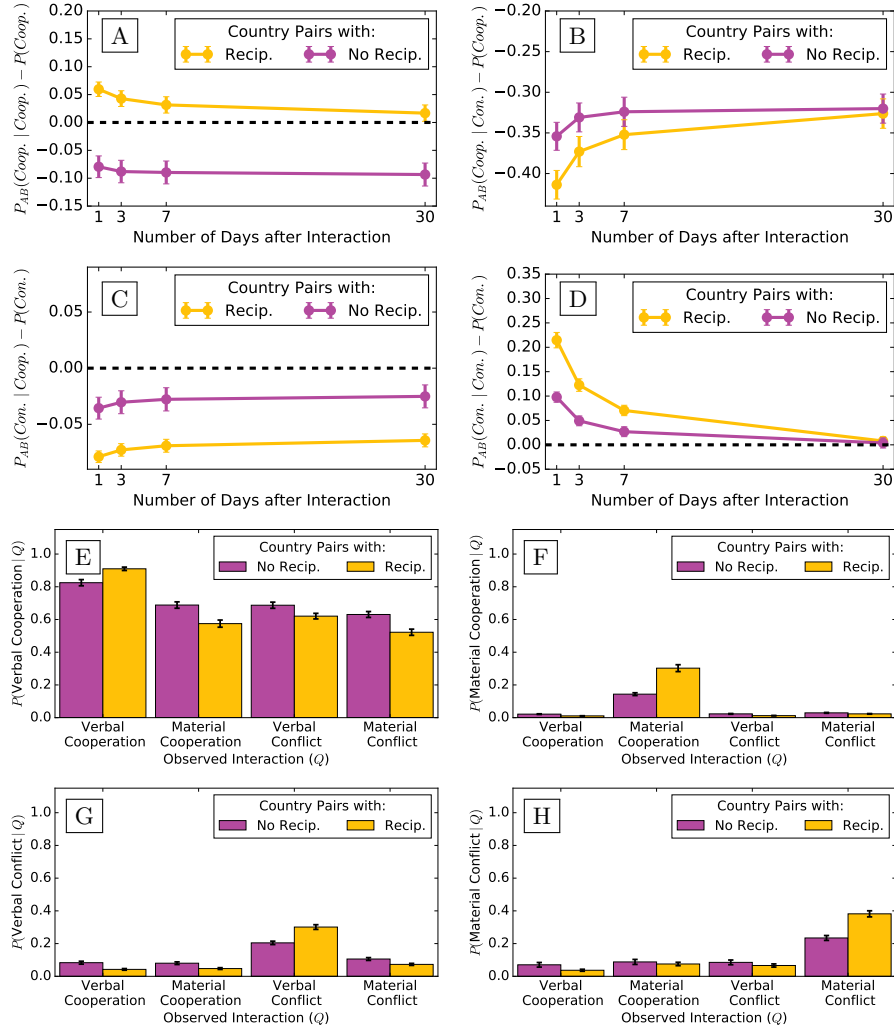 A
Country Pairs with:
Recip. No Recip.
P_{AB}(Coop. | Coop.) − P(Coop.)
0.20
0.15
0.10
0.05
0.00
−0.05
−0.10
−0.15
1 3 7 30
Number of Days after Interaction
B
Country Pairs with:
Recip. No Recip.
P_{AB}(Coop. | Con.) − P(Coop.)
−0.20
−0.25
−0.30
−0.35
−0.40
1 3 7 30
Number of Days after Interaction
C
Country Pairs with:
Recip. No Recip.
P_{AB}(Con. | Coop.) − P(Con.)
0.05
0.00
−0.05
1 3 7 30
Number of Days after Interaction
D
Country Pairs with:
Recip. No Recip.
P_{AB}(Con. | Con.) − P(Con.)
0.35
0.30
0.25
0.20
0.15
0.10
0.05
0.00
−0.05
1 3 7 30
Number of Days after Interaction
E
Country Pairs with:
No Recip. Recip.
P(Verbal Cooperation | Q)
1.0
0.8
0.6
0.4
0.2
0.0
Verbal Material Verbal Material
Cooperation Cooperation Conflict Conflict
Observed Interaction (Q)
F
Country Pairs with:
No Recip. Recip.
P(Material Cooperation | Q)
1.0
0.8
0.6
0.4
0.2
0.0
Verbal Material Verbal Material
Cooperation Cooperation Conflict Conflict
Observed Interaction (Q)
G
Country Pairs with:
No Recip. Recip.
P(Verbal Conflict | Q)
1.0
0.8
0.6
0.4
0.2
0.0
Verbal Material Verbal Material
Cooperation Cooperation Conflict Conflict
Observed Interaction (Q)
H
Country Pairs with:
No Recip. Recip.
P(Material Conflict | Q)
1.0
0.8
0.6
0.4
0.2
0.0
Verbal Material Verbal Material
Cooperation Cooperation Conflict Conflict
Observed Interaction (Q)